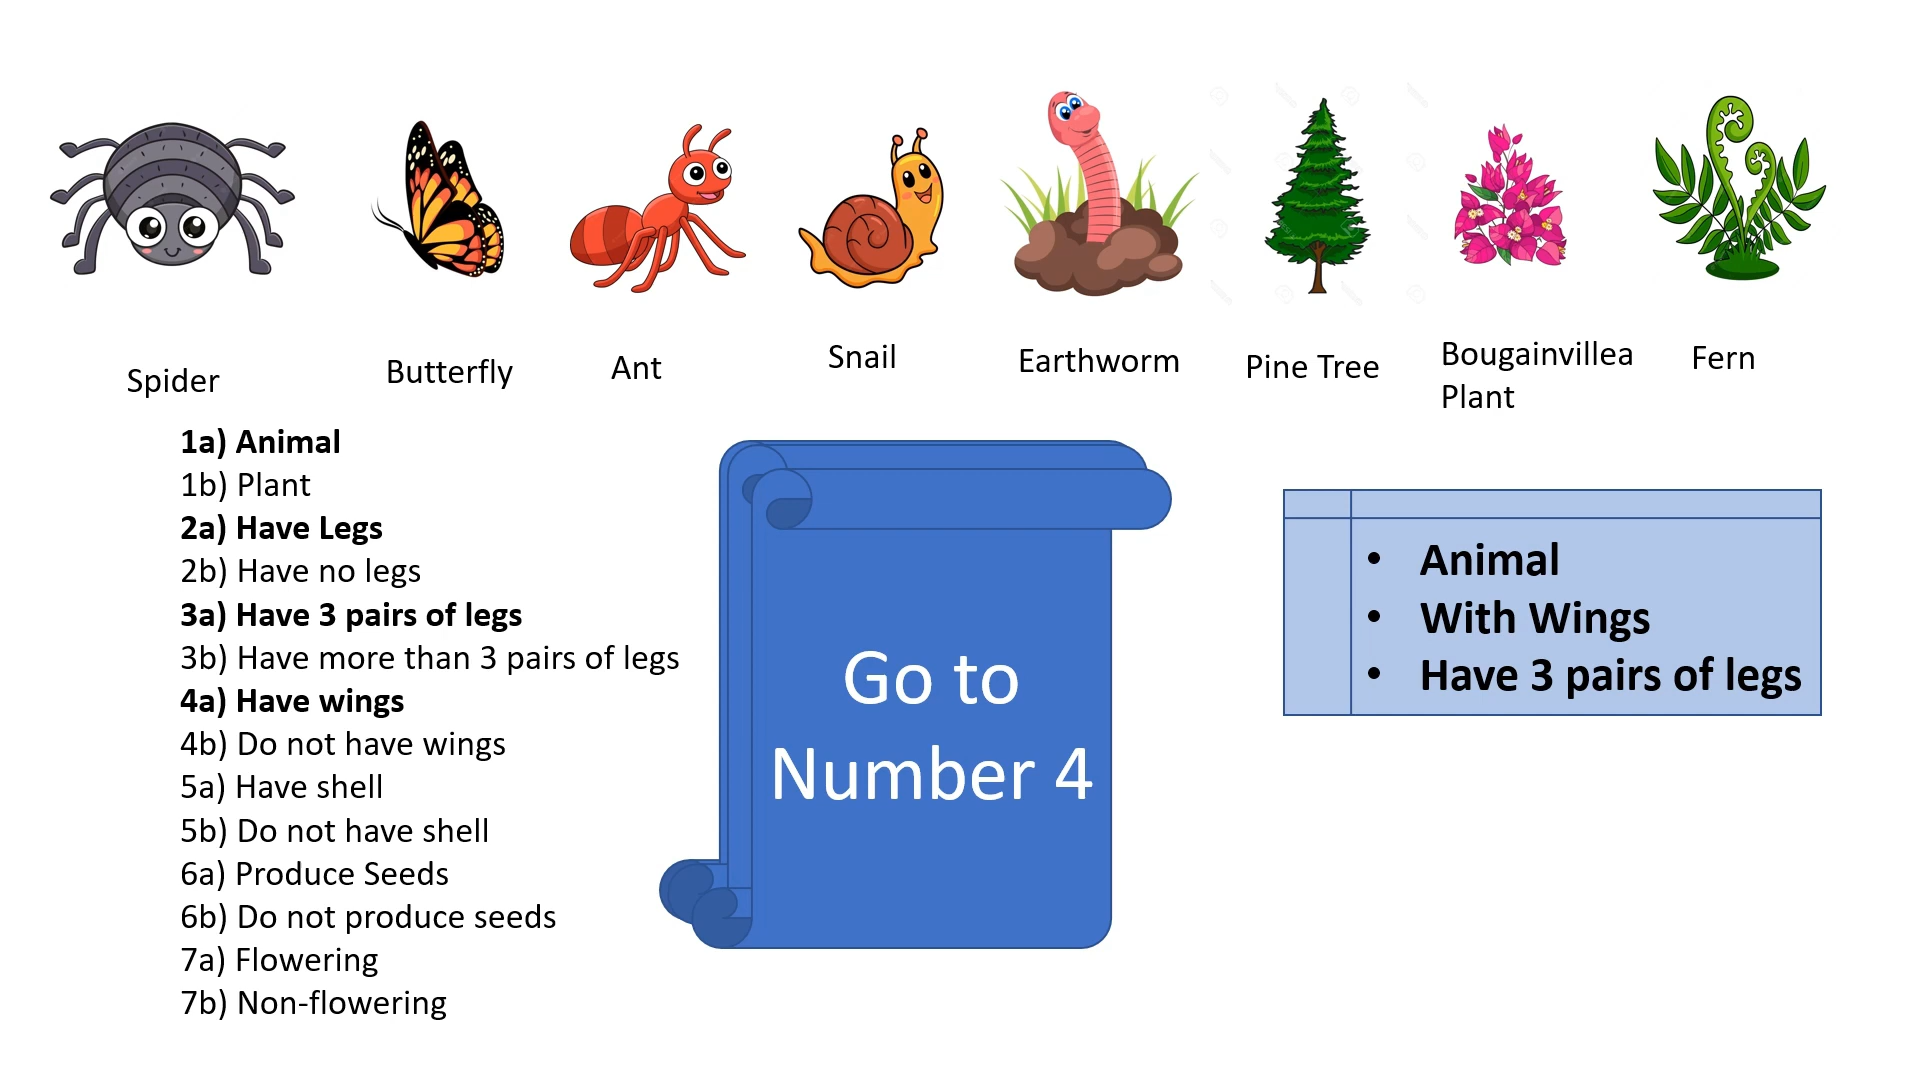 Spider
Butterfly
Ant
Snail
Earthworm
Pine Tree
Bougainvillea
Plant
Fern
1a) Animal
1b) Plant
2a) Have Legs
2b) Have no legs
3a) Have 3 pairs of legs
3b) Have more than 3 pairs of legs
4a) Have wings
4b) Do not have wings
5a) Have shell
5b) Do not have shell
6a) Produce Seeds
6b) Do not produce seeds
7a) Flowering
7b) Non-flowering
Go to
Number 4
• Animal
• With Wings
• Have 3 pairs of legs